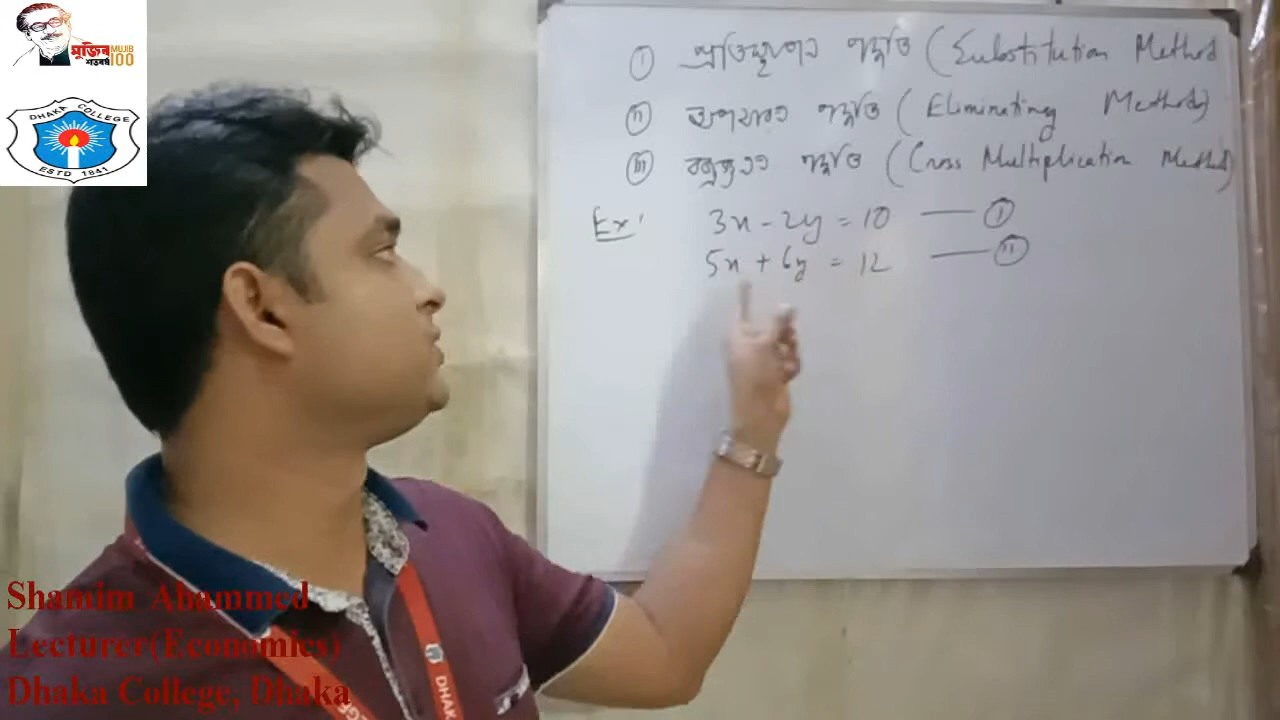 মুজিব
শতবর্ষ
MUJIB
100
DHAKA COLLEGE
ESTD 1841
(i) প্রতিস্থাপন পদ্ধতি (Substitution Method
(ii) অপনয়ন পদ্ধতি (Eliminating Method)
(iii) বজ্রগুণন পদ্ধতি (Cross Multiplication Method)
Ex' 3x - 2y = 10 — (i)
5x + 6y = 12 — (ii)
Shamim Ahammed
Lecturer(Economics)
Dhaka College, Dhaka
DHAK